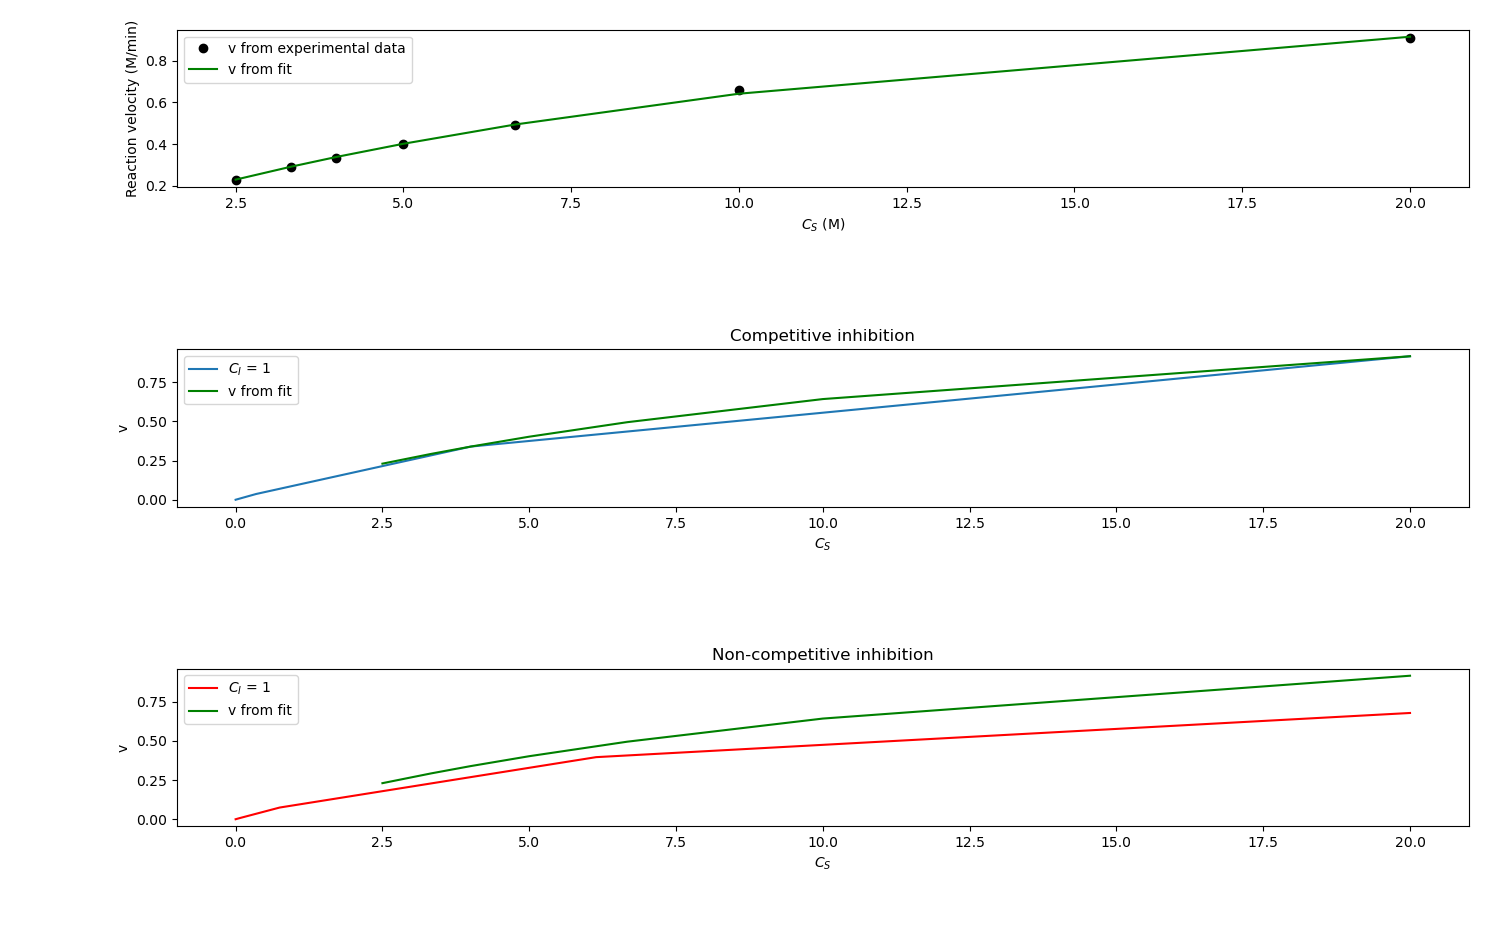 Reaction velocity (M/min)
v from experimental data
v from fit
0.8
0.6
0.4
0.2
2.5 5.0 7.5 10.0 12.5 15.0 17.5 20.0
C_S (M)
Competitive inhibition
C_I = 1
v from fit
v
0.75
0.50
0.25
0.00
0.0 2.5 5.0 7.5 10.0 12.5 15.0 17.5 20.0
C_S
Non-competitive inhibition
C_I = 1
v from fit
v
0.75
0.50
0.25
0.00
0.0 2.5 5.0 7.5 10.0 12.5 15.0 17.5 20.0
C_S